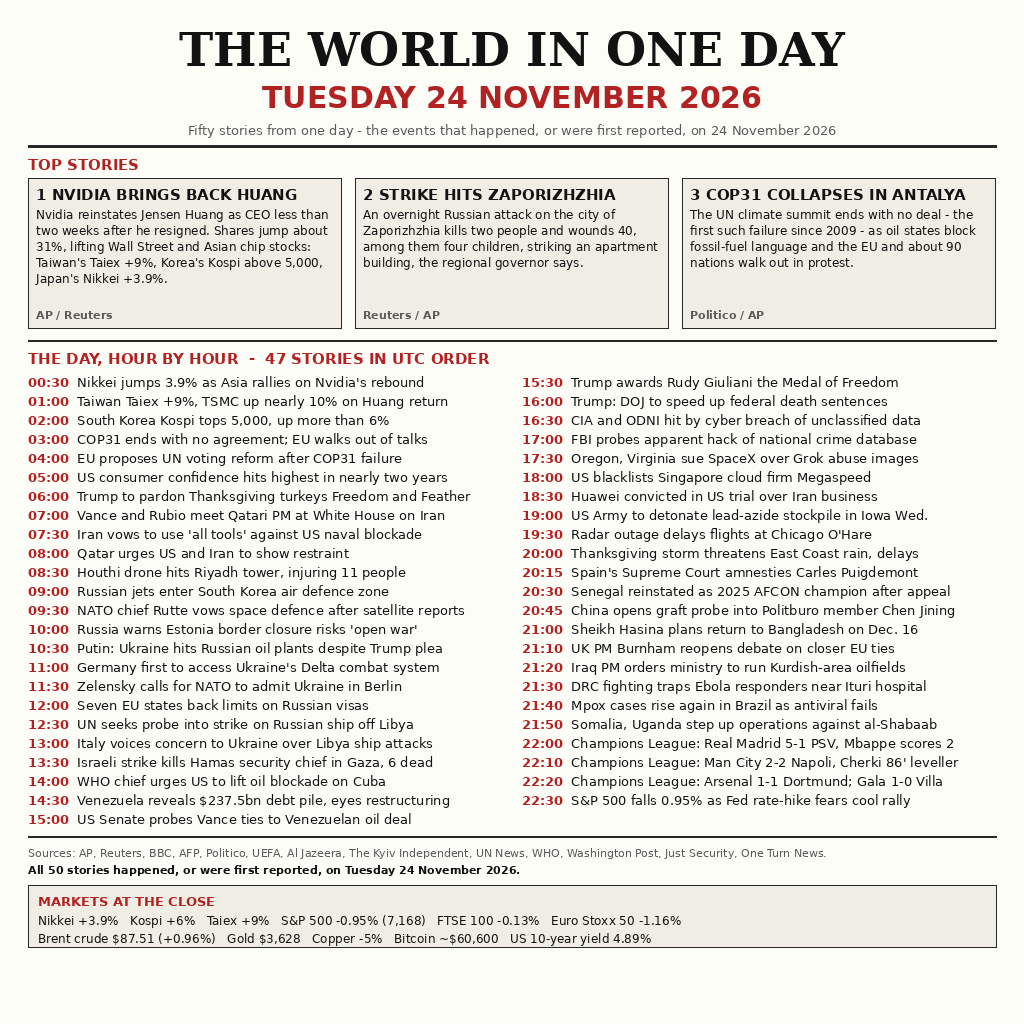 THE WORLD IN ONE DAY
TUESDAY 24 NOVEMBER 2026
Fifty stories from one day - the events that happened, or were first reported, on 24 November 2026
TOP STORIES
1 NVIDIA BRINGS BACK HUANG
Nvidia reinstates Jensen Huang as CEO less than
two weeks after he resigned. Shares jump about
31%, lifting Wall Street and Asian chip stocks:
Taiwan's Taiex +9%, Korea's Kospi above 5,000,
Japan's Nikkei +3.9%.
AP / Reuters
2 STRIKE HITS ZAPORIZHZHIA
An overnight Russian attack on the city of
Zaporizhzhia kills two people and wounds 40,
among them four children, striking an apartment
building, the regional governor says.
Reuters / AP
3 COP31 COLLAPSES IN ANTALYA
The UN climate summit ends with no deal - the
first such failure since 2009 - as oil states block
fossil-fuel language and the EU and about 90
nations walk out in protest.
Politico / AP
THE DAY, HOUR BY HOUR - 47 STORIES IN UTC ORDER
00:30 Nikkei jumps 3.9% as Asia rallies on Nvidia's rebound
01:00 Taiwan Taiex +9%, TSMC up nearly 10% on Huang return
02:00 South Korea Kospi tops 5,000, up more than 6%
03:00 COP31 ends with no agreement; EU walks out of talks
04:00 EU proposes UN voting reform after COP31 failure
05:00 US consumer confidence hits highest in nearly two years
06:00 Trump to pardon Thanksgiving turkeys Freedom and Feather
07:00 Vance and Rubio meet Qatari PM at White House on Iran
07:30 Iran vows to use 'all tools' against US naval blockade
08:00 Qatar urges US and Iran to show restraint
08:30 Houthi drone hits Riyadh tower, injuring 11 people
09:00 Russian jets enter South Korea air defence zone
09:30 NATO chief Rutte vows space defence after satellite reports
10:00 Russia warns Estonia border closure risks 'open war'
10:30 Putin: Ukraine hits Russian oil plants despite Trump plea
11:00 Germany first to access Ukraine's Delta combat system
11:30 Zelensky calls for NATO to admit Ukraine in Berlin
12:00 Seven EU states back limits on Russian visas
12:30 UN seeks probe into strike on Russian ship off Libya
13:00 Italy voices concern to Ukraine over Libya ship attacks
13:30 Israeli strike kills Hamas security chief in Gaza, 6 dead
14:00 WHO chief urges US to lift oil blockade on Cuba
14:30 Venezuela reveals $237.5bn debt pile, eyes restructuring
15:00 US Senate probes Vance ties to Venezuelan oil deal
15:30 Trump awards Rudy Giuliani the Medal of Freedom
16:00 Trump: DOJ to speed up federal death sentences
16:30 CIA and ODNI hit by cyber breach of unclassified data
17:00 FBI probes apparent hack of national crime database
17:30 Oregon, Virginia sue SpaceX over Grok abuse images
18:00 US blacklists Singapore cloud firm Megaspeed
18:30 Huawei convicted in US trial over Iran business
19:00 US Army to detonate lead-azide stockpile in Iowa Wed.
19:30 Radar outage delays flights at Chicago O'Hare
20:00 Thanksgiving storm threatens East Coast rain, delays
20:15 Spain's Supreme Court amnesties Carles Puigdemont
20:30 Senegal reinstated as 2025 AFCON champion after appeal
20:45 China opens graft probe into Politburo member Chen Jining
21:00 Sheikh Hasina plans return to Bangladesh on Dec. 16
21:10 UK PM Burnham reopens debate on closer EU ties
21:20 Iraq PM orders ministry to run Kurdish-area oilfields
21:30 DRC fighting traps Ebola responders near Ituri hospital
21:40 Mpox cases rise again in Brazil as antiviral fails
21:50 Somalia, Uganda step up operations against al-Shabaab
22:00 Champions League: Real Madrid 5-1 PSV, Mbappe scores 2
22:10 Champions League: Man City 2-2 Napoli, Cherki 86' leveller
22:20 Champions League: Arsenal 1-1 Dortmund; Gala 1-0 Villa
22:30 S&P 500 falls 0.95% as Fed rate-hike fears cool rally
Sources: AP, Reuters, BBC, AFP, Politico, UEFA, Al Jazeera, The Kyiv Independent, UN News, WHO, Washington Post, Just Security, One Turn News.
All 50 stories happened, or were first reported, on Tuesday 24 November 2026.
MARKETS AT THE CLOSE
Nikkei +3.9% Kospi +6% Taiex +9% S&P 500 -0.95% (7,168) FTSE 100 -0.13% Euro Stoxx 50 -1.16%
Brent crude $87.51 (+0.96%) Gold $3,628 Copper -5% Bitcoin ~$60,600 US 10-year yield 4.89%